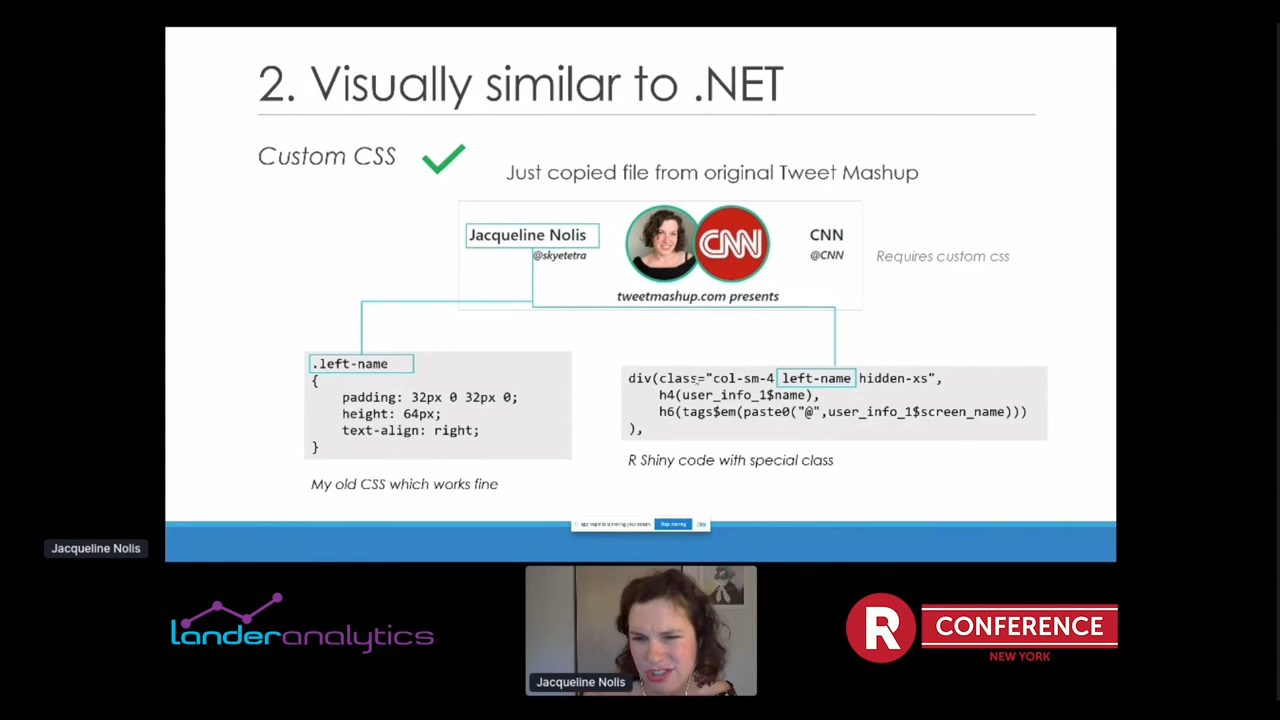 2. Visually similar to .NET
Custom CSS
Just copied file from original Tweet Mashup
Jacqueline Nolis
@skyetetra
CNN
CNN
@CNN
Requires custom css
tweetmashup.com presents
.left-name
{
padding: 32px 0 32px 0;
height: 64px;
text-align: right;
}
My old CSS which works fine
div(class="col-sm-4 left-name hidden-xs",
h4(user_info_1$name),
h6(tags$em(paste0("@",user_info_1$screen_name)))
),
R Shiny code with special class
Stop sharing
Jacqueline Nolis
landeranalytics
Jacqueline Nolis
R CONFERENCE
NEW YORK